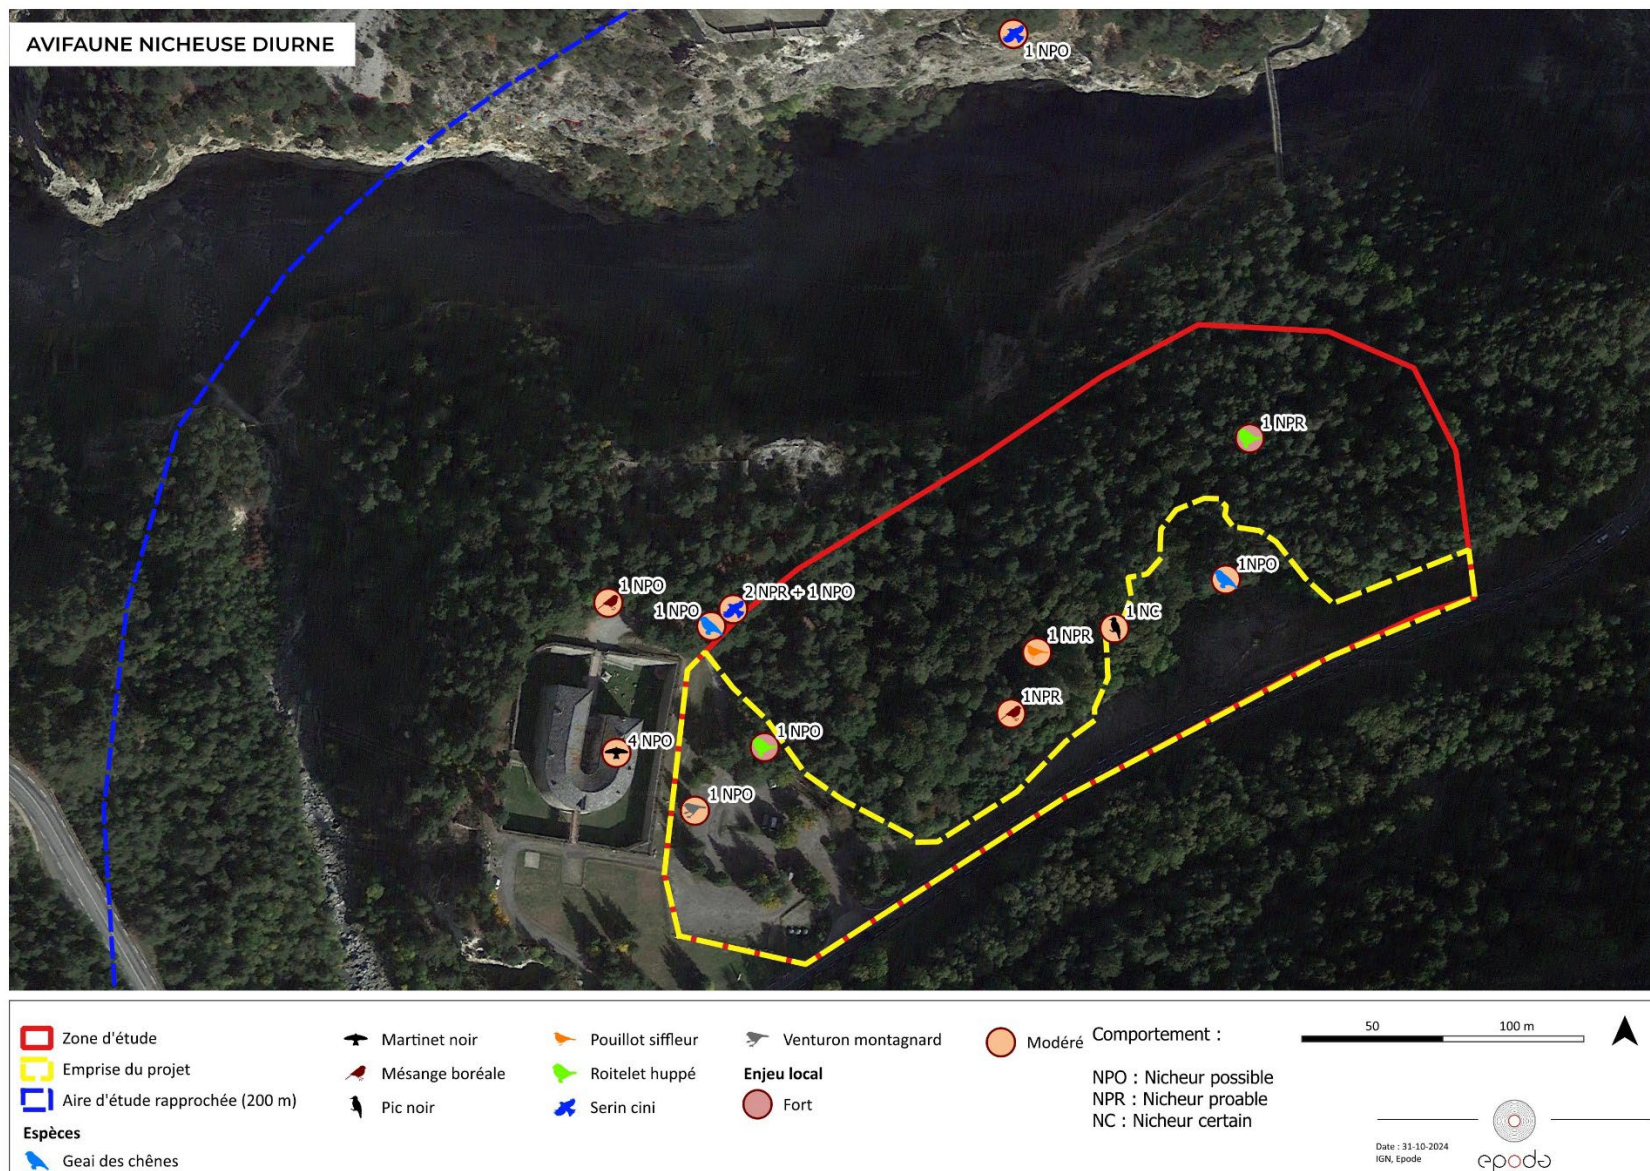 AVIFAUNE NICHEUSE DIURNE
1 NPO
1 NPR
1NPO
1 NPO
2 NPR + 1 NPO
1 NPO
1 NC
1 NPR
1NPR
1 NPO
4 NPO
1 NPO
Zone d'étude
Emprise du projet
Aire d'étude rapprochée (200 m)
Espèces
Geai des chênes
Martinet noir
Mésange boréale
Pic noir
Pouillot siffleur
Roitelet huppé
Serin cini
Venturon montagnard
Enjeu local
Fort
Modéré
Comportement :
NPO : Nicheur possible
NPR : Nicheur proable
NC : Nicheur certain
50 100 m
Date : 31-10-2024
IGN, Epode
epode